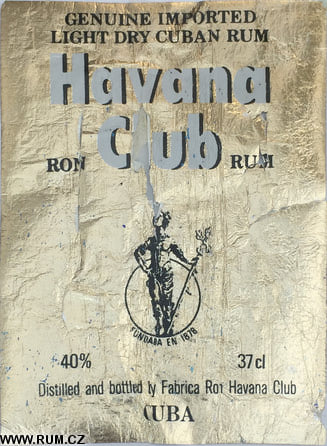 GENUINE IMPORTED
LIGHT DRY CUBAN RUM
Havana
Club
RON RUM
FUNDADA EN 1878
40% 37cl
Distilled and bottled by Fabrica Ron Havana Club
CUBA
WWW.RUM.CZ